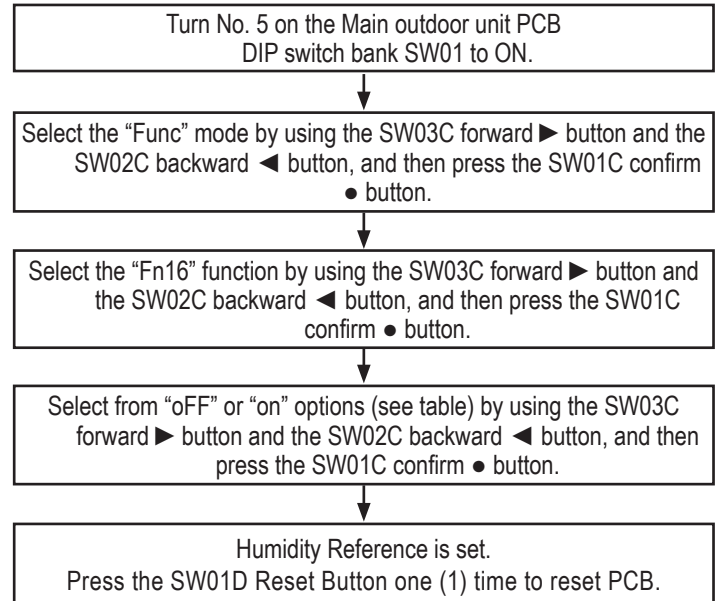 Turn No. 5 on the Main outdoor unit PCB
DIP switch bank SW01 to ON.
Select the “Func” mode by using the SW03C forward ► button and the
SW02C backward ◄ button, and then press the SW01C confirm
● button.
Select the “Fn16” function by using the SW03C forward ► button and
the SW02C backward ◄ button, and then press the SW01C
confirm ● button.
Select from “oFF” or “on” options (see table) by using the SW03C
forward ► button and the SW02C backward ◄ button, and then
press the SW01C confirm ● button.
Humidity Reference is set.
Press the SW01D Reset Button one (1) time to reset PCB.